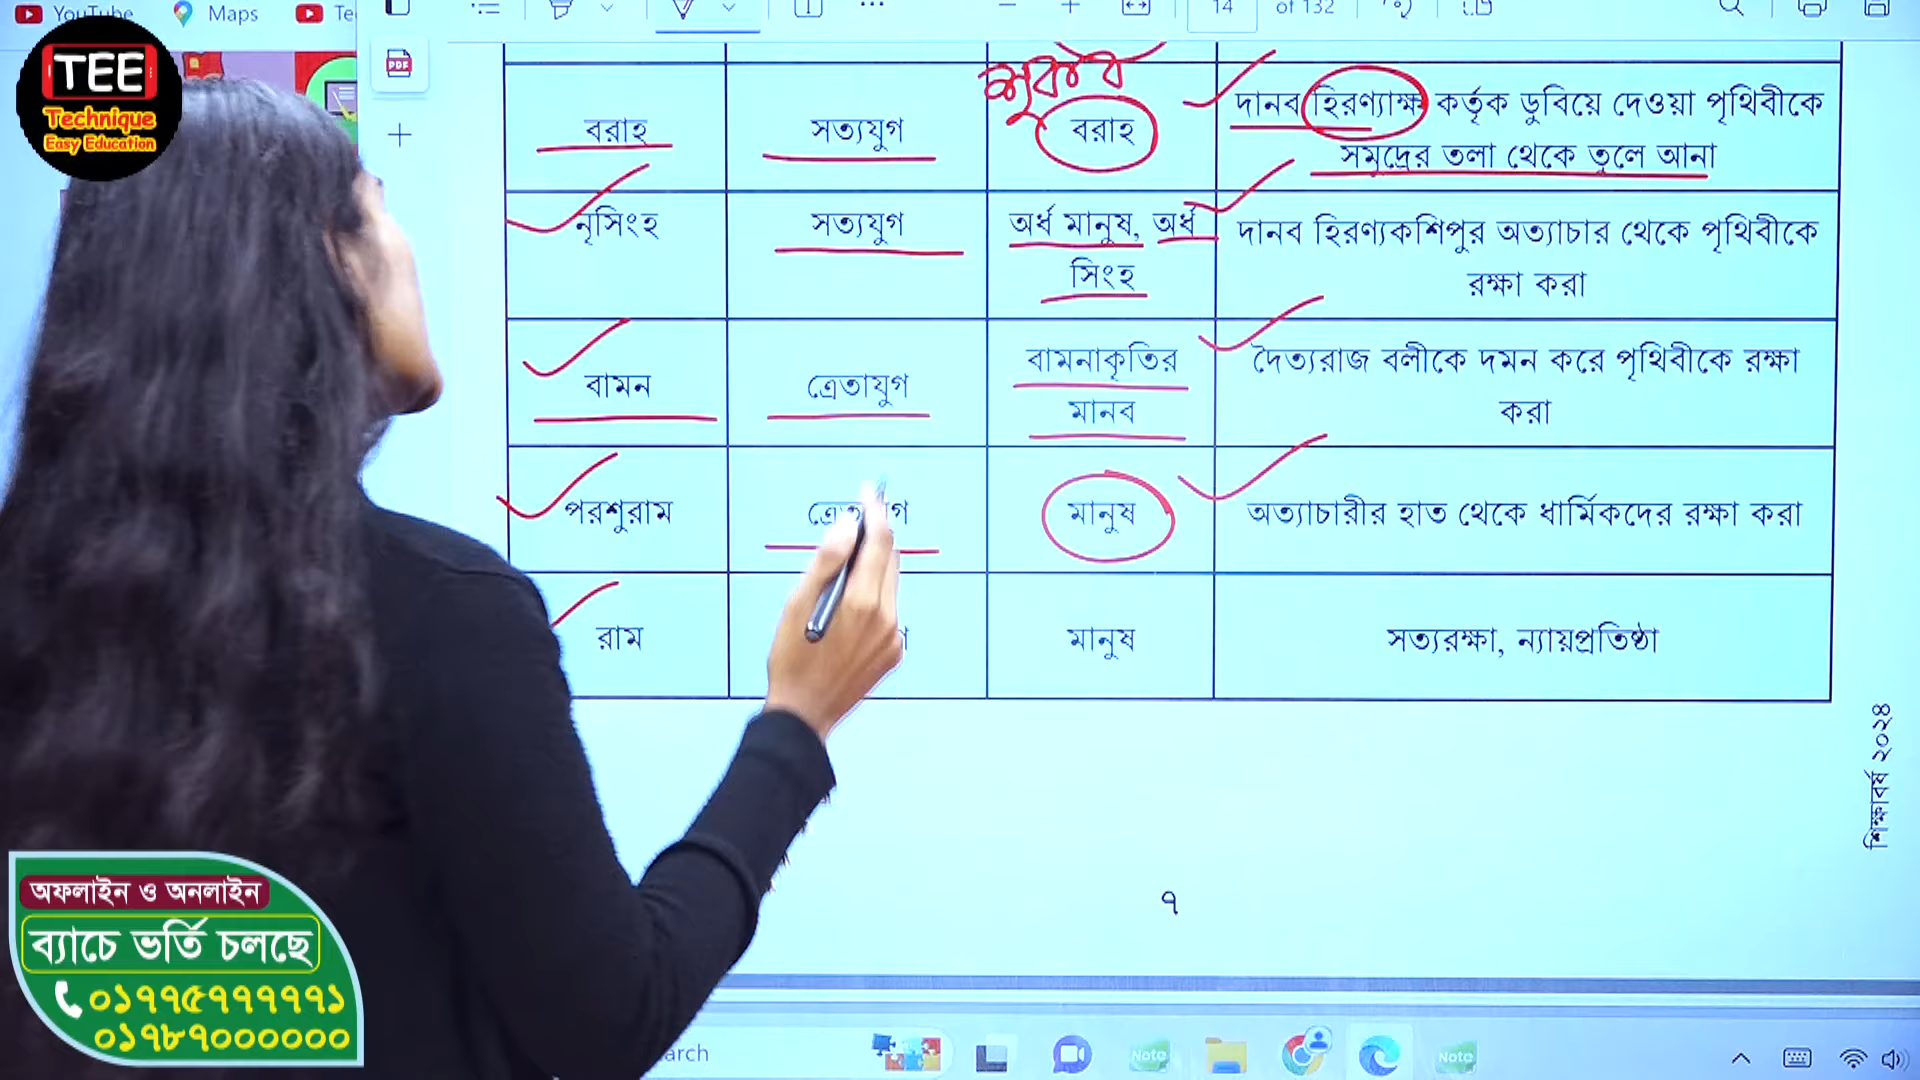 YouTube
Maps
14
of 132
TEE
Technique
Easy Education
PDF
শূকর
বরাহ
সত্যযুগ
বরাহ
দানব হিরণ্যাক্ষ কর্তৃক ডুবিয়ে দেওয়া পৃথিবীকে
সমুদ্রের তলা থেকে তুলে আনা
নৃসিংহ
সত্যযুগ
অর্ধ মানুষ, অর্ধ
সিংহ
দানব হিরণ্যকশিপুর অত্যাচার থেকে পৃথিবীকে
রক্ষা করা
বামন
ত্রেতাযুগ
বামনাকৃতির
মানব
দৈত্যরাজ বলীকে দমন করে পৃথিবীকে রক্ষা
করা
পরশুরাম
মানুষ
অত্যাচারীর হাত থেকে ধার্মিকদের রক্ষা করা
রাম
মানুষ
সত্যরক্ষা, ন্যায়প্রতিষ্ঠা
শিক্ষাবর্ষ ২০২৪
৭
অফলাইন ও অনলাইন
ব্যাচে ভর্তি চলছে
০১৭৭৫৭৭৭৭৭১
০১৭৮৭০০০০০০
Note
Note